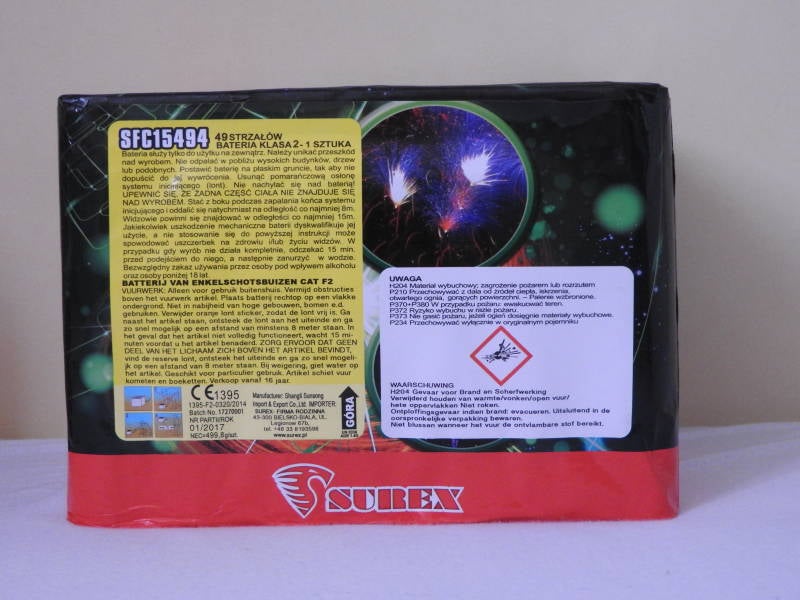 SFC15494 49 STRZAŁÓW
BATERIA KLASA 2 - 1 SZTUKA
Bateria służy tylko do użytku na zewnątrz. Należy unikać przeszkód
nad wyrobem. Nie odpalać w pobliżu wysokich budynków, drzew
lub podobnych. Postawić baterię na płaskim gruncie, tak aby nie
dopuścić do jej wywrócenia. Usunąć pomarańczową osłonę
systemu inicjującego (lont). Nie nachylać się nad baterią!
UPEWNIĆ SIĘ, ŻE ŻADNA CZĘŚĆ CIAŁA NIE ZNAJDUJE SIĘ
NAD WYROBEM. Stać z boku podczas zapalania końca systemu
inicjującego i oddalić się natychmiast na odległość co najmniej 8m.
Widzowie powinni się znajdować w odległości co najmniej 15m.
Jakiekolwiek uszkodzenie mechaniczne baterii dyskwalifikuje jej
użycie, a nie stosowanie się do powyższej instrukcji może
spowodować uszczerbek na zdrowiu i/lub życiu widzów. W
przypadku gdy wyrób nie działa kompletnie, odczekać 15 min.
przed podejściem do niego, a następnie zanurzyć w wodzie.
Bezwzględny zakaz używania przez osoby pod wpływem alkoholu
oraz osoby poniżej 18 lat.
BATTERIJ VAN ENKELSCHOTSBUIZEN CAT F2
VUURWERK: Alleen voor gebruik buitenshuis. Vermijd obstructies
boven het vuurwerk artikel. Plaats batterij rechtop op een vlakke
ondergrond. Niet in nabijheid van hoge gebouwen, bomen e.d.
gebruiken. Verwijder oranje lont sticker, zodat de lont vrij is. Ga
naast het artikel staan, ontsteek de lont aan het uiteinde en ga
zo snel mogelijk op een afstand van minstens 8 meter staan. In
het geval dat het artikel niet volledig functioneert, wacht 15 mi-
nuten voordat u het artikel benaderd. ZORG ERVOOR DAT GEEN
DEEL VAN HET LICHAAM ZICH BOVEN HET ARTIKEL BEVINDT,
vind de reserve lont, ontsteek het uiteinde en ga zo snel mogelij-
k op een afstand van 8 meter staan. Bij weigering, giet water op
het artikel. Geschikt voor particulier gebruik. Artikel schiet vuur
kometen en boeketten. Verkoop vanaf 16 jaar.
CE 1395
1395-F2-0320/2014
Batch No. 17270001
NR PARTII/ROK
01/2017
NEC=499,8g/szt.
Manufacturer: Shangli Sunsong
Import & Export Co.,Ltd. IMPORTER:
SUREX- FIRMA RODZINNA
43-300 BIELSKO-BIAŁA, UL.
Legionów 67b,
tel. +48 33 8193598
www.surex.pl
GÓRA
UWAGA
H204 Materiał wybuchowy; zagrożenie pożarem lub rozrzutem
P210 Przechowywać z dala od źródeł ciepła, iskrzenia,
otwartego ognia, gorących powierzchni. – Palenie wzbronione.
P370+P380 W przypadku pożaru: ewakuować teren.
P372 Ryzyko wybuchu w razie pożaru.
P373 Nie gasić pożaru, jeżeli ogień dosięgnie materiały wybuchowe.
P234 Przechowywać wyłącznie w oryginalnym pojemniku
WAARSCHUWING
H204 Gevaar voor Brand en Scherfwerking
Verwijderd houden van warmte/vonken/open vuur/
hete oppervlakken Niet roken.
Ontploffingsgevaar indien brand: evacueren. Uitsluitend in de
oorspronkelijke verpakking bewaren.
Niet blussen wanneer het vuur de ontvlambare stof bereikt.
SUREX